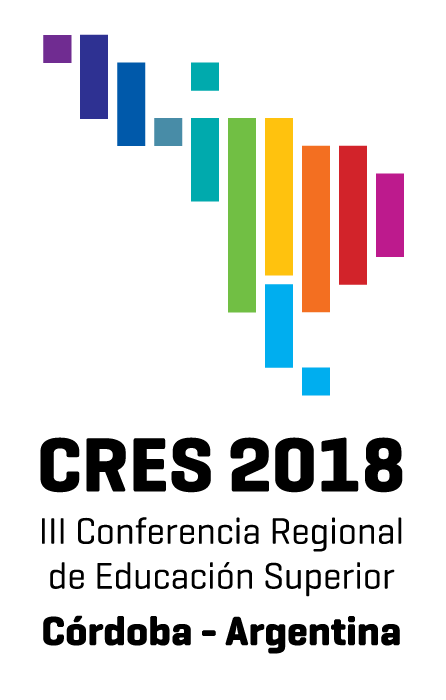 CRES 2018
III Conferencia Regional
de Educación Superior
Córdoba - Argentina